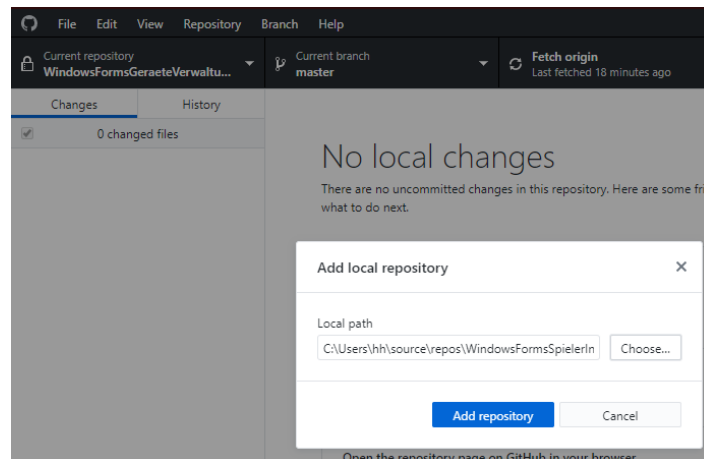 File Edit View Repository Branch Help
Current repository
WindowsFormsGeraeteVerwaltu...
Current branch
master
Fetch origin
Last fetched 18 minutes ago
Changes History
0 changed files
No local changes
There are no uncommitted changes in this repository. Here are some fri
what to do next.
Add local repository
Local path
C:\Users\hh\source\repos\WindowsFormsSpielerIn
Choose...
Add repository
Cancel
Open the repository page on GitHub in your browser